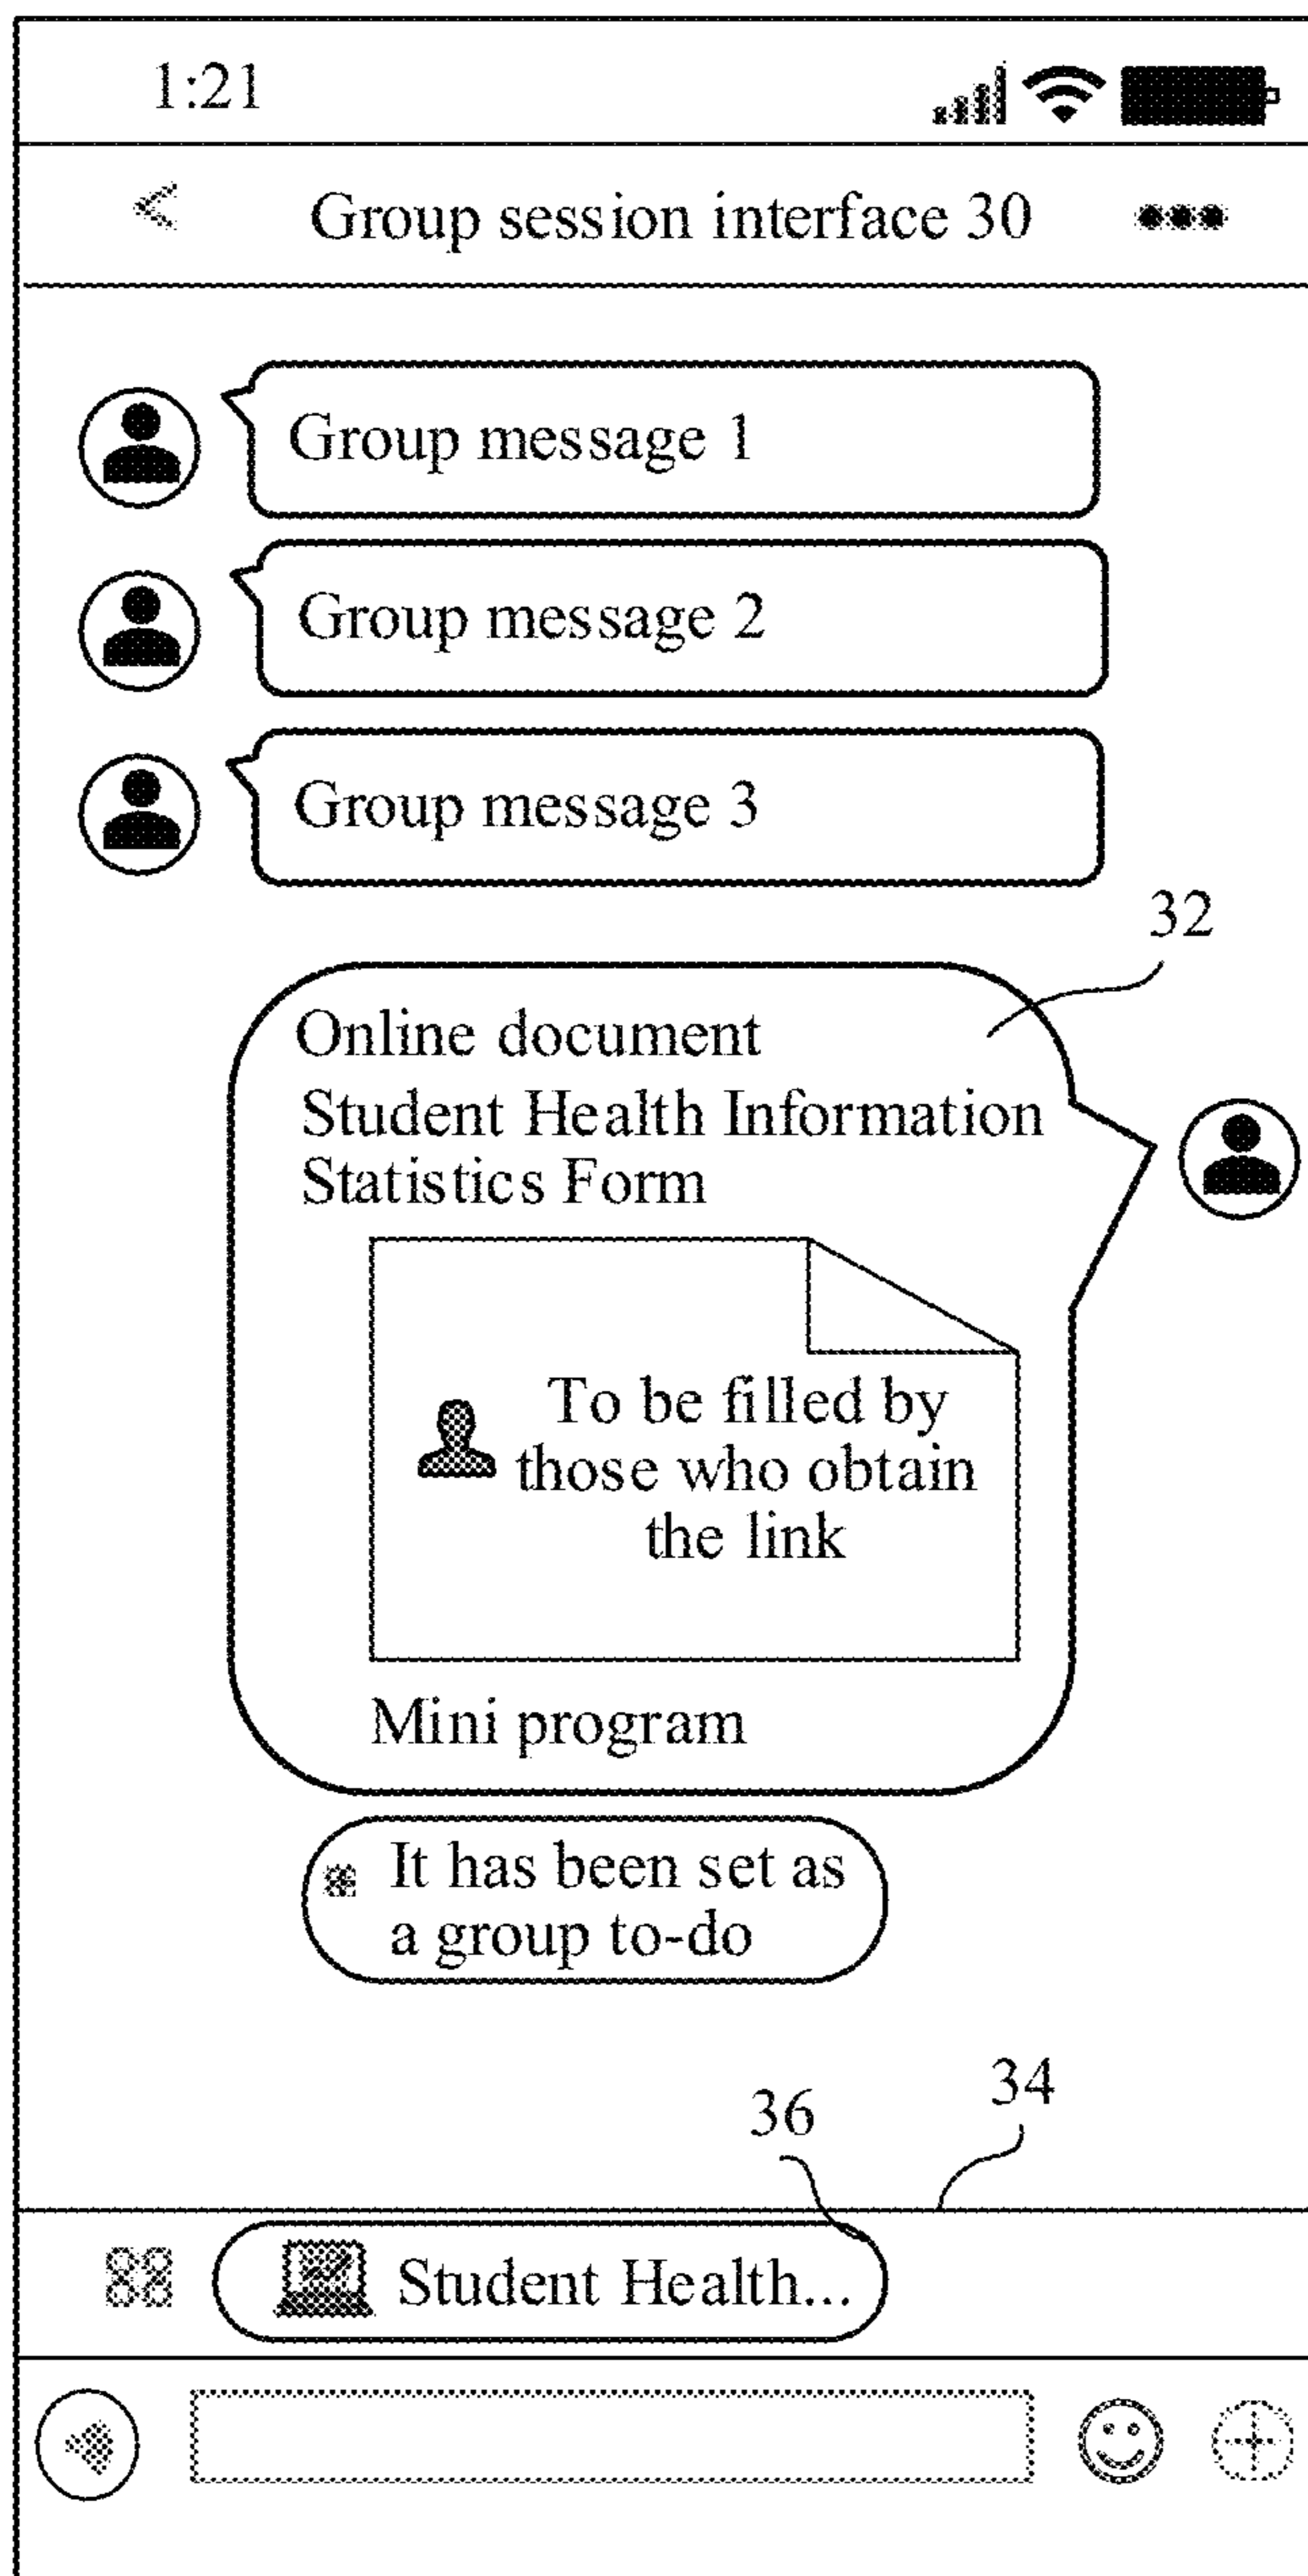 1:21
Group session interface 30
Group message 1
Group message 2
Group message 3
32
Online document
Student Health Information
Statistics Form
To be filled by
those who obtain
the link
Mini program
It has been set as
a group to-do
34
36
Student Health...